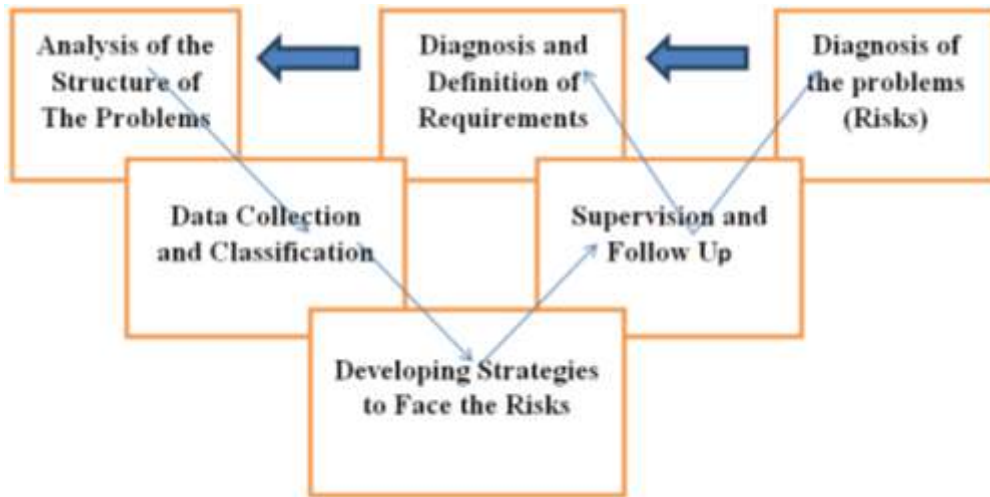 Analysis of the
Structure of
The Problems
Diagnosis and
Definition of
Requirements
Diagnosis of
the problems
(Risks)
Data Collection
and Classification
Supervision and
Follow Up
Developing Strategies
to Face the Risks